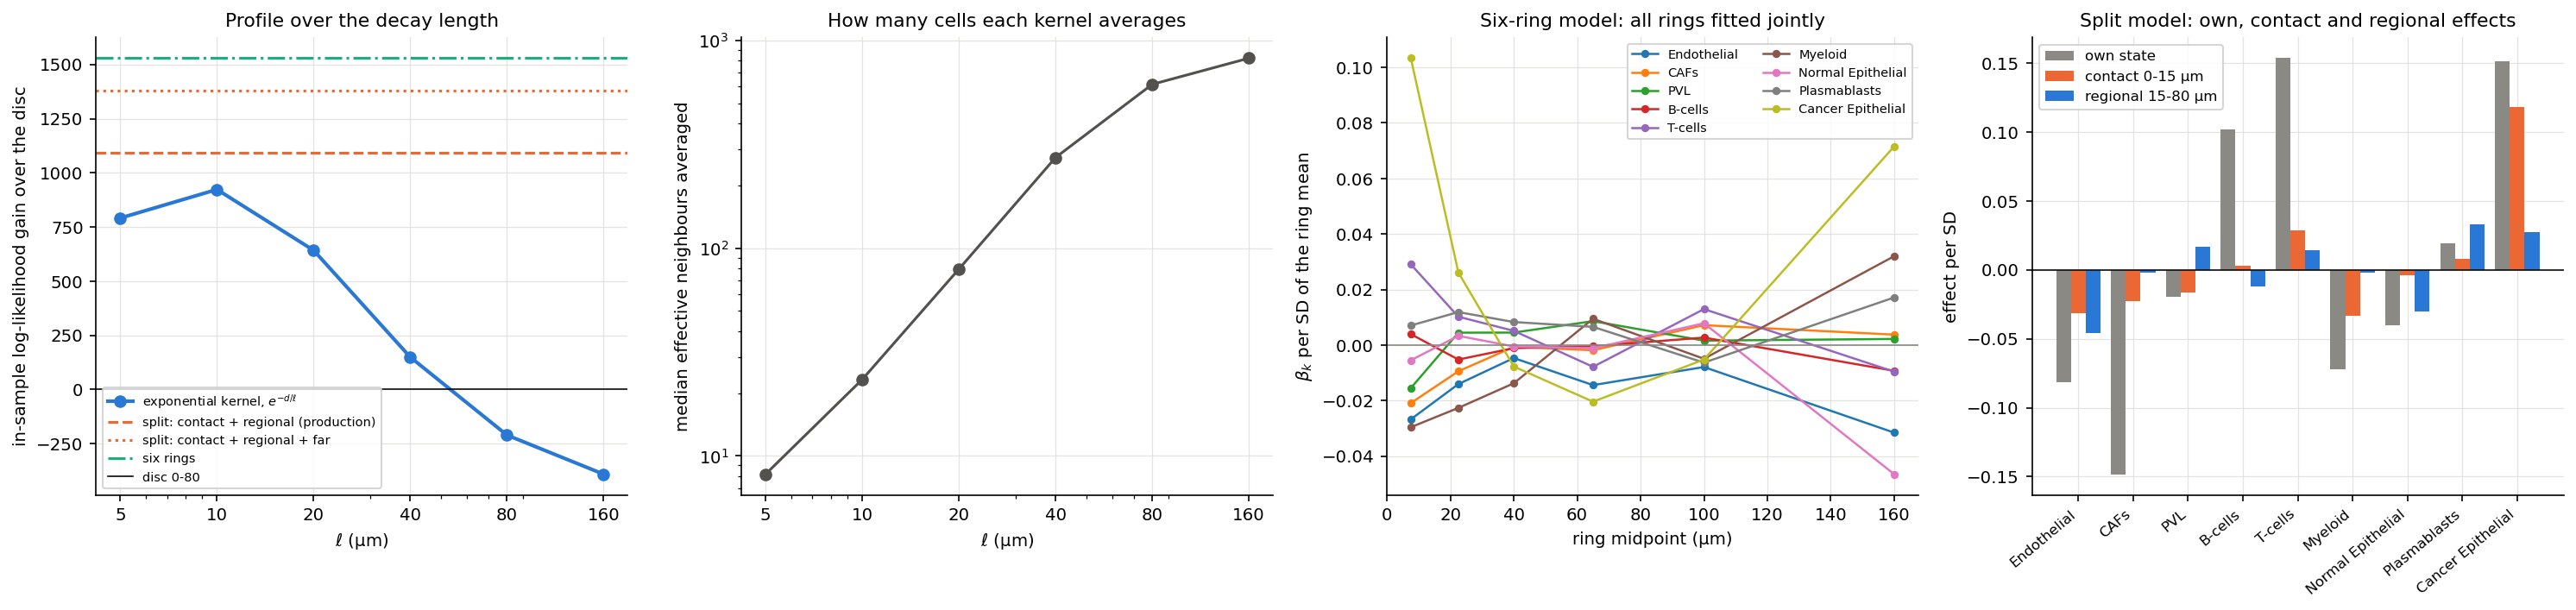 Profile over the decay length
in-sample log-likelihood gain over the disc
1500
1250
1000
750
500
250
0
−250
exponential kernel, e^{−d/ℓ}
split: contact + regional (production)
split: contact + regional + far
six rings
disc 0-80
5 10 20 40 80 160
ℓ (μm)
How many cells each kernel averages
median effective neighbours averaged
10³
10²
10¹
5 10 20 40 80 160
ℓ (μm)
Six-ring model: all rings fitted jointly
βₖ per SD of the ring mean
0.10
0.08
0.06
0.04
0.02
0.00
−0.02
−0.04
Endothelial
CAFs
PVL
B-cells
T-cells
Myeloid
Normal Epithelial
Plasmablasts
Cancer Epithelial
0 20 40 60 80 100 120 140 160
ring midpoint (μm)
Split model: own, contact and regional effects
effect per SD
0.15
0.10
0.05
0.00
−0.05
−0.10
−0.15
own state
contact 0-15 μm
regional 15-80 μm
Endothelial
CAFs
PVL
B-cells
T-cells
Myeloid
Normal Epithelial
Plasmablasts
Cancer Epithelial